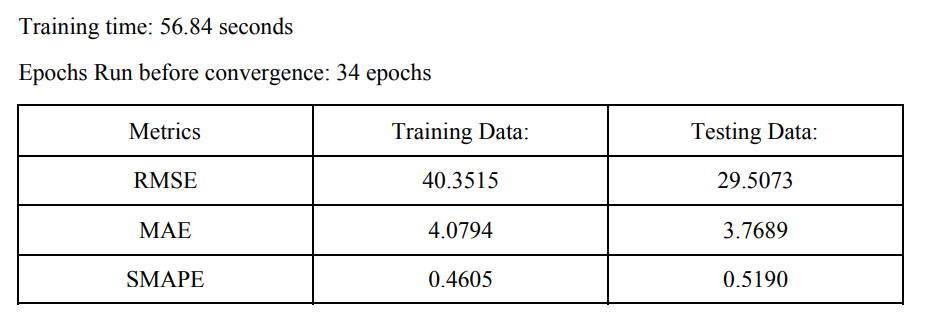 Training time: 56.84 seconds
Epochs Run before convergence: 34 epochs
Metrics Training Data: Testing Data:
RMSE 40.3515 29.5073
MAE 4.0794 3.7689
SMAPE 0.4605 0.5190